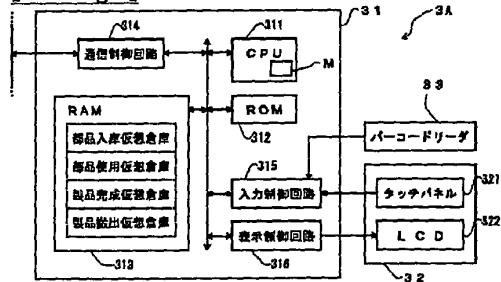 314
311
31
3A
通信制御回路
CPU
M
33
RAM
ROM
バーコードリーダ
312
部品入庫仮想倉庫
部品使用仮想倉庫
製品完成仮想倉庫
製品搬出仮想倉庫
315
入力制御回路
タッチパネル
321
表示制御回路
LCD
322
313
316
32